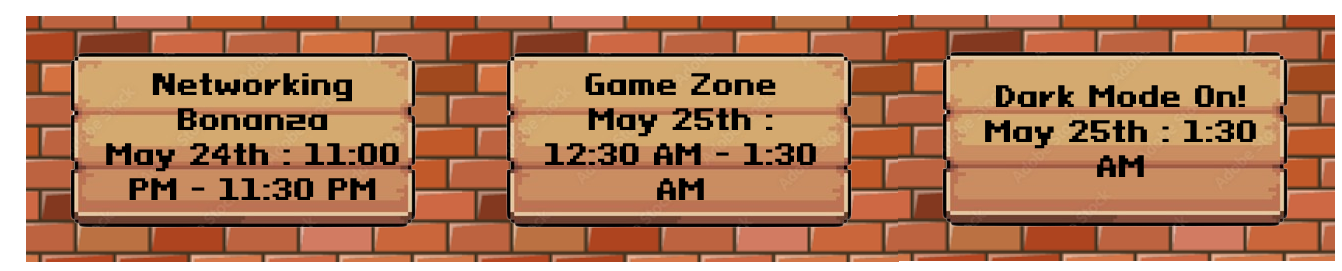 Networking
Bonanza
May 24th : 11:00
PM - 11:30 PM
Game Zone
May 25th :
12:30 AM - 1:30
AM
Dark Mode On!
May 25th : 1:30
AM